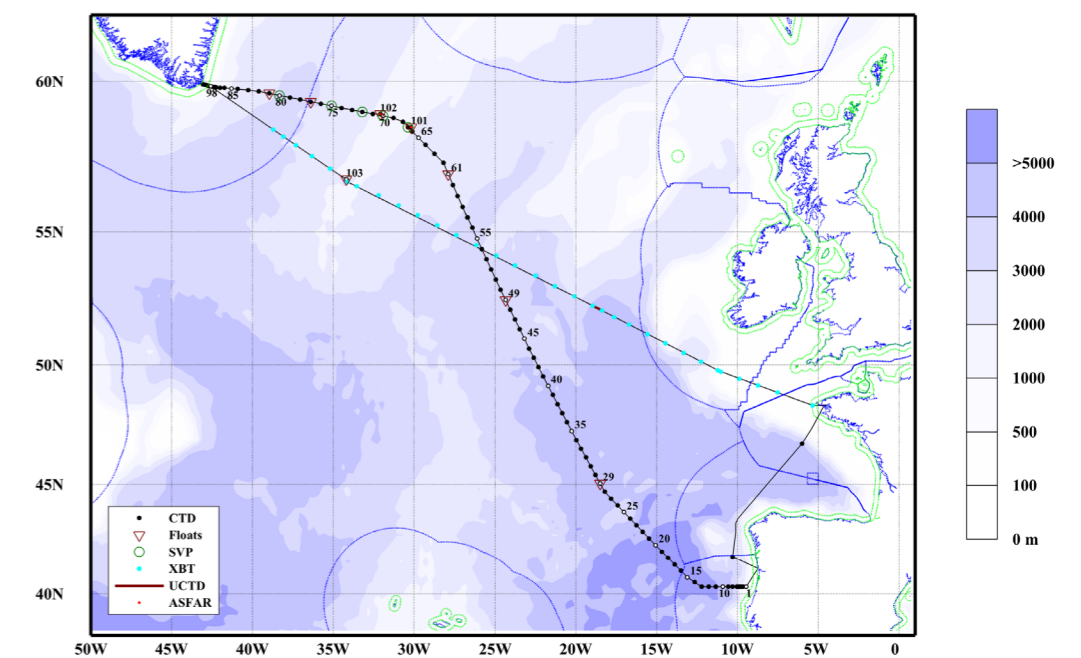 60N
55N
50N
45N
40N
50W
45W
40W
35W
30W
25W
20W
15W
10W
5W
0
98
85
80
75
102
70
101
65
61
103
55
49
45
40
35
29
25
20
15
10
1
CTD
Floats
SVP
XBT
UCTD
ASFAR
>5000
4000
3000
2000
1000
500
100
0 m